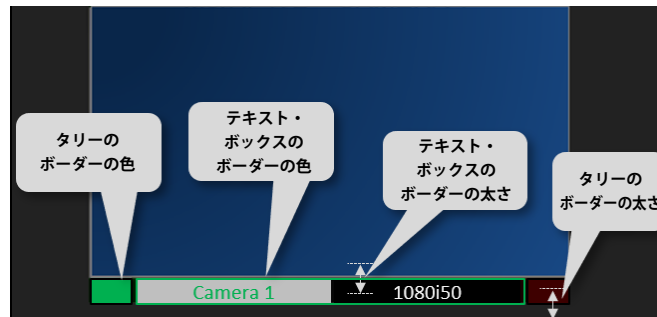 タリーの
ボーダーの色
テキスト・
ボックスの
ボーダーの色
テキスト・
ボックスの
ボーダーの太さ
タリーの
ボーダーの太さ
Camera 1
1080i50